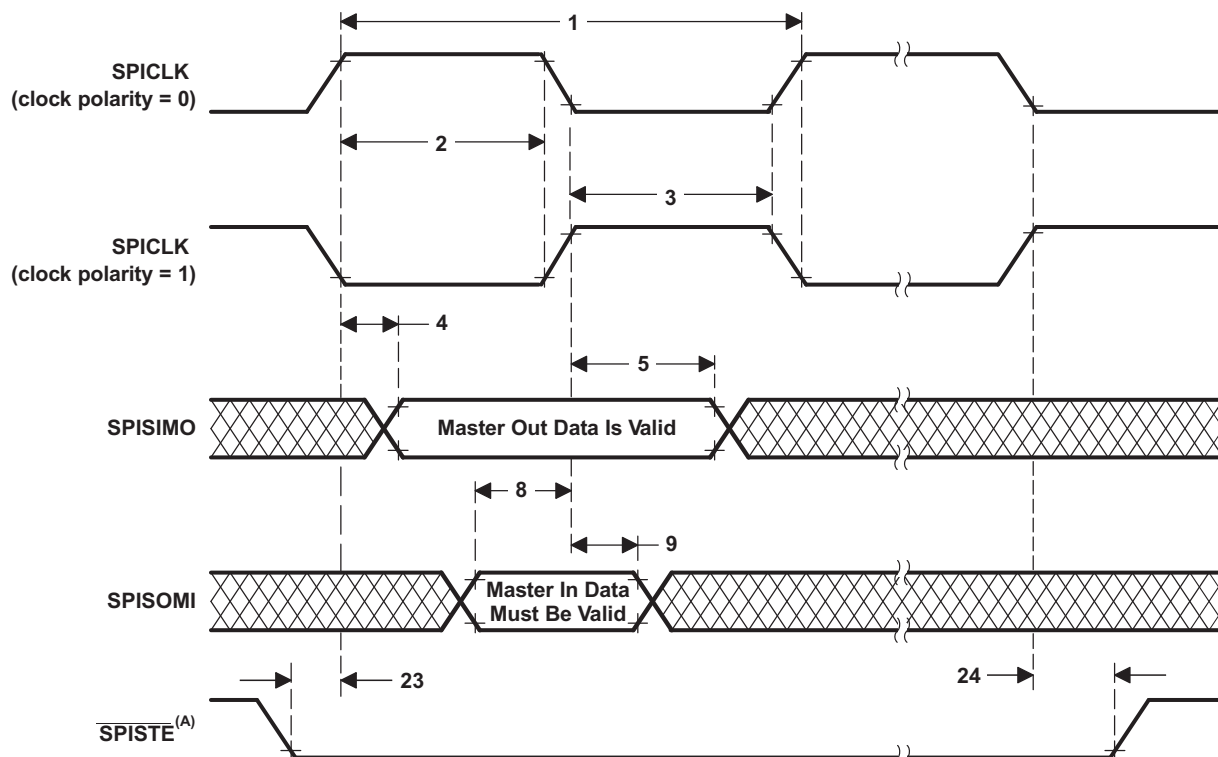 1
SPICLK
(clock polarity = 0)
2
3
SPICLK
(clock polarity = 1)
4
5
SPISIMO
Master Out Data Is Valid
8
9
SPISOMI
Master In Data
Must Be Valid
23
24
SPISTE(A)